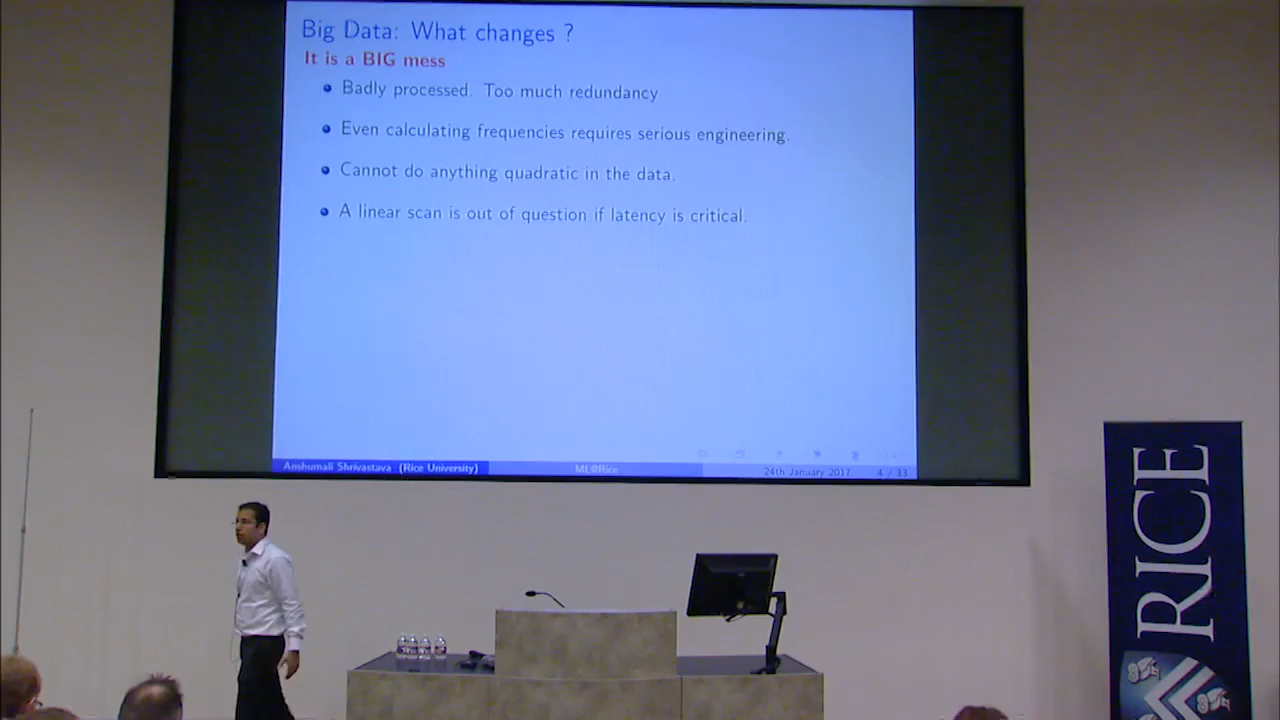 Big Data: What changes ?
It is a BIG mess
Badly processed. Too much redundancy
Even calculating frequencies requires serious engineering.
Cannot do anything quadratic in the data.
A linear scan is out of question if latency is critical.
Anshumali Shrivastava (Rice University)
ML@Rice
24th January 2017
4 / 33
RICE